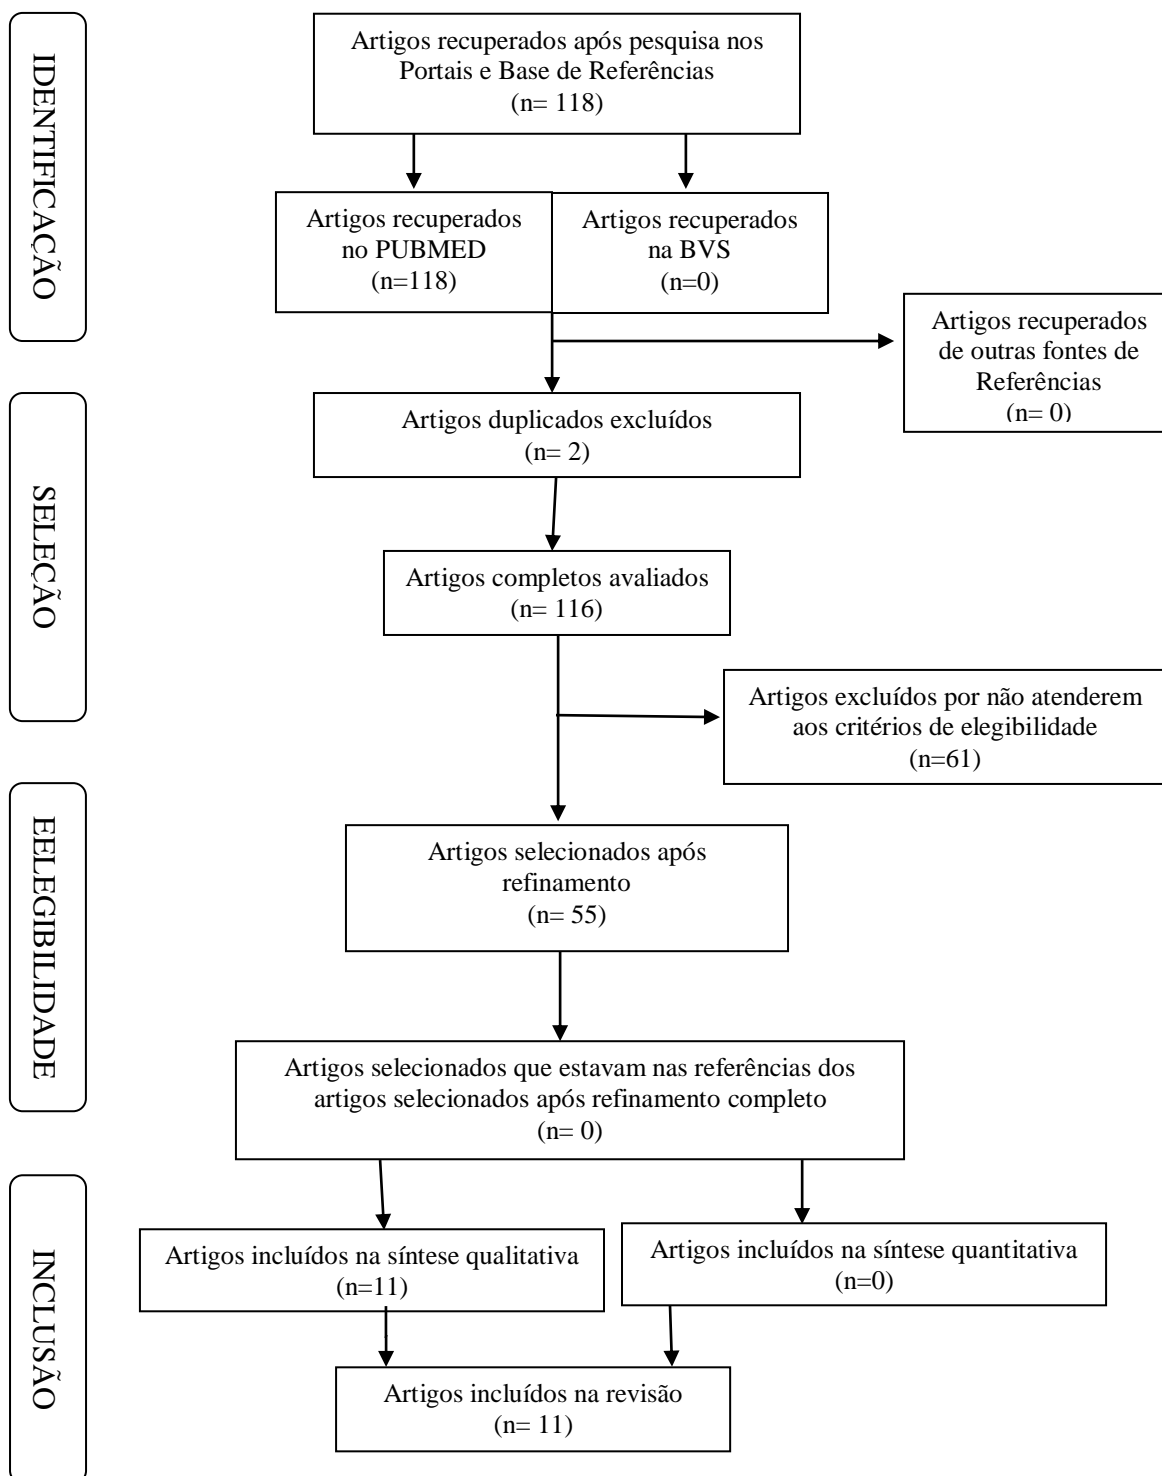 IDENTIFICAÇÃO
Artigos recuperados após pesquisa nos
Portais e Base de Referências
(n= 118)
Artigos recuperados
no PUBMED
(n=118)
Artigos recuperados
na BVS
(n=0)
Artigos recuperados
de outras fontes de
Referências
(n= 0)
SELEÇÃO
Artigos duplicados excluídos
(n= 2)
Artigos completos avaliados
(n= 116)
Artigos excluídos por não atenderem
aos critérios de elegibilidade
(n=61)
EELEGIBILIDADE
Artigos selecionados após
refinamento
(n= 55)
Artigos selecionados que estavam nas referências dos
artigos selecionados após refinamento completo
(n= 0)
INCLUSÃO
Artigos incluídos na síntese qualitativa
(n=11)
Artigos incluídos na síntese quantitativa
(n=0)
Artigos incluídos na revisão
(n= 11)